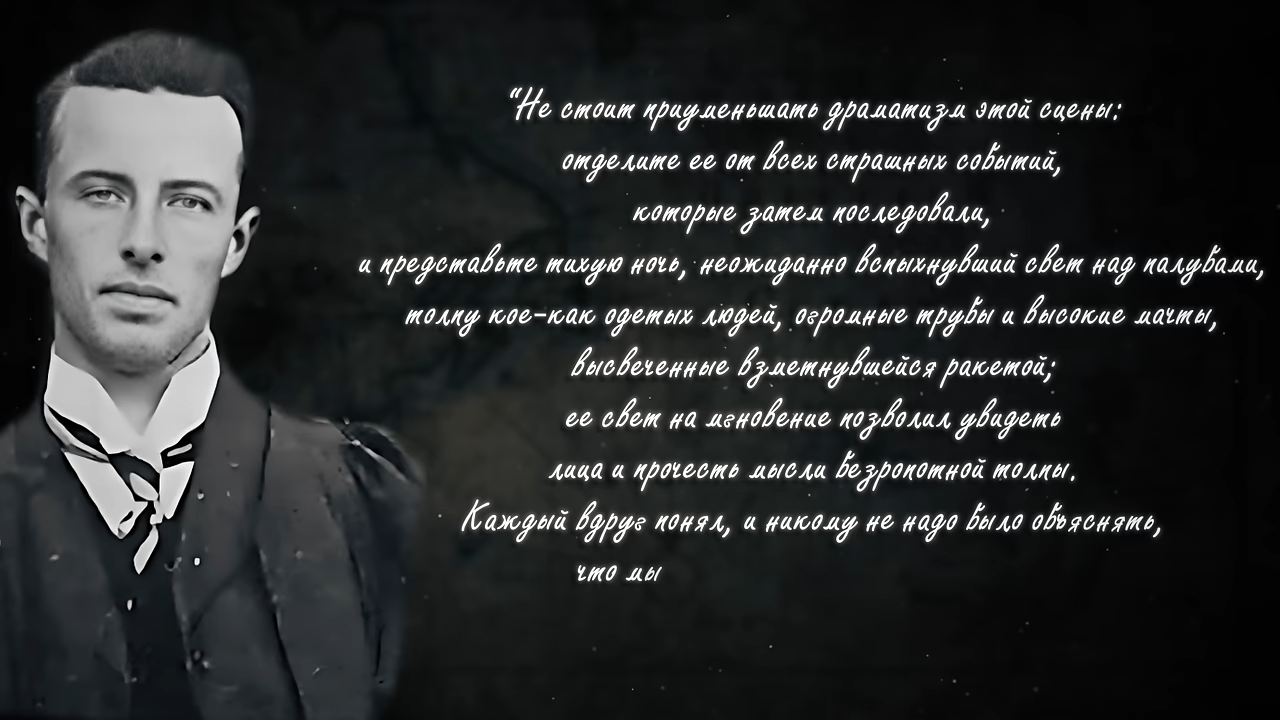 “Не стоит приуменьшать драматизм этой сцены:
отделите ее от всех страшных событий,
которые затем последовали,
и представьте тихую ночь, неожиданно вспыхнувший свет над палубами,
толпу кое-как одетых людей, огромные трубы и высокие мачты,
высвеченные взметнувшейся ракетой;
ее свет на мгновение позволил увидеть
лица и прочесть мысли безропотной толпы.
Каждый вдруг понял, и никому не надо было объяснять,
что мы